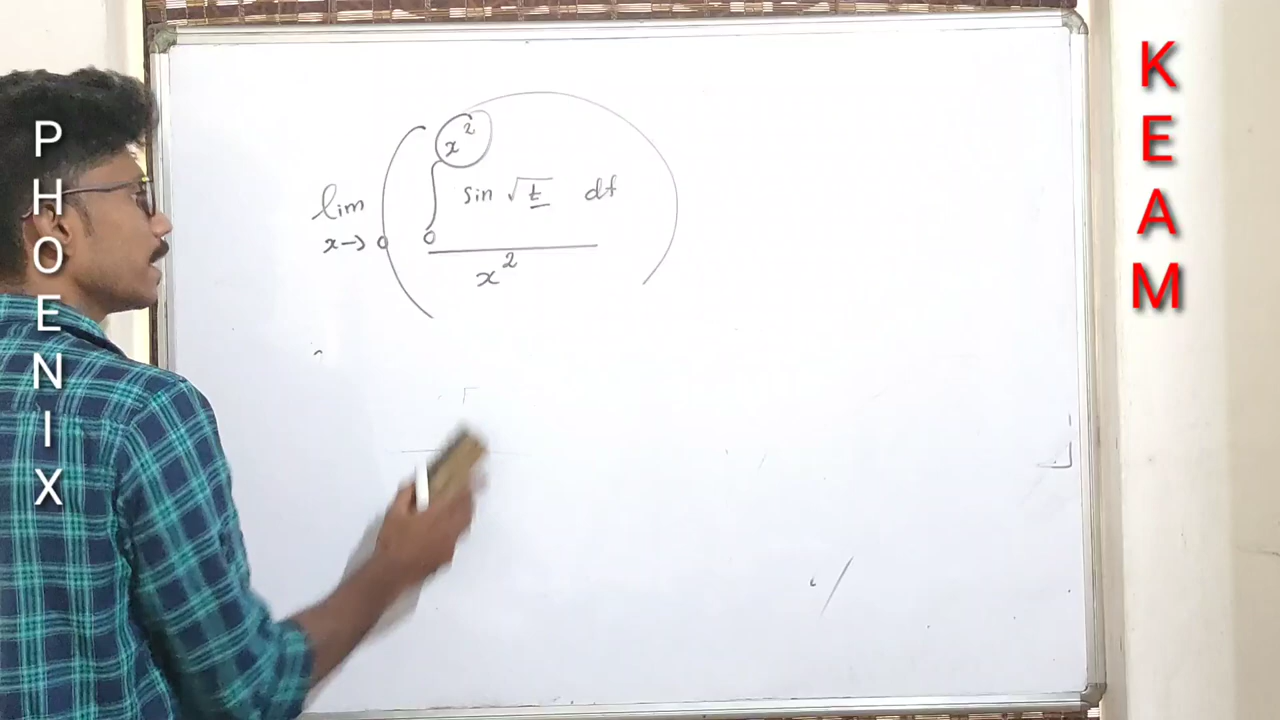 PHOENIX
KEAM
x²
lim ∫ sin √t dt
x→0 0
x²